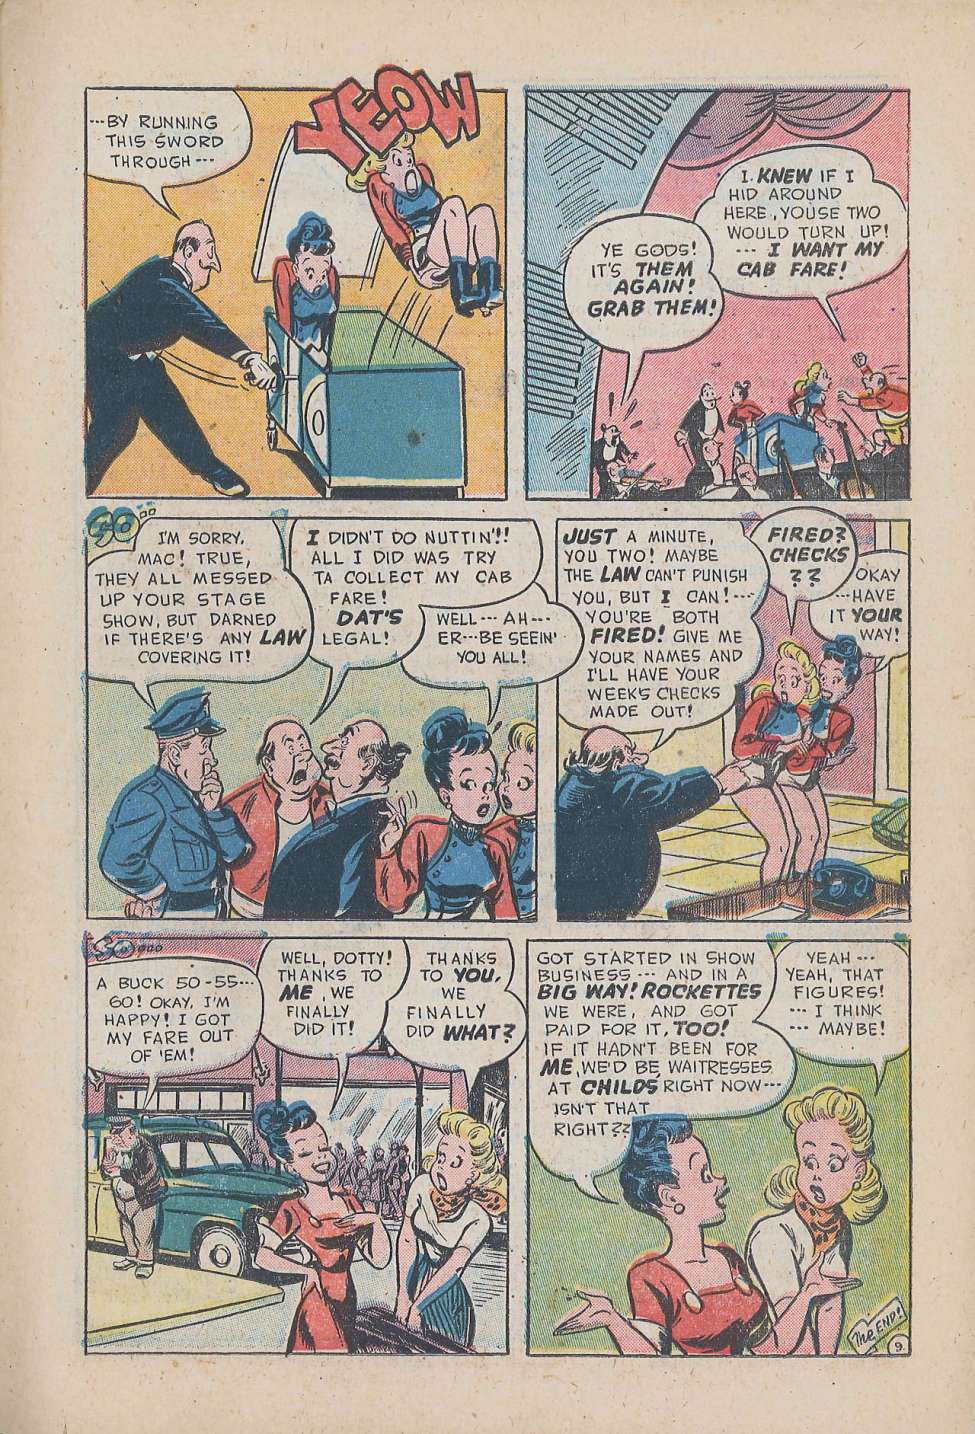 ---BY RUNNING
THIS SWORD
THROUGH---
YEOW
YE GODS!
IT'S THEM
AGAIN!
GRAB THEM!
I KNEW IF I
HID AROUND
HERE, YOUSE TWO
WOULD TURN UP!
--- I WANT MY
CAB FARE!
SO...
I'M SORRY,
MAC! TRUE,
THEY ALL MESSED
UP YOUR STAGE
SHOW, BUT DARNED
IF THERE'S ANY LAW
COVERING IT!
I DIDN'T DO NUTTIN'!!
ALL I DID WAS TRY
TA COLLECT MY CAB
FARE!
DAT'S
LEGAL!
WELL---AH---
ER---BE SEEIN'
YOU ALL!
JUST A MINUTE,
YOU TWO! MAYBE
THE LAW CAN'T PUNISH
YOU, BUT I CAN!---
YOU'RE BOTH
FIRED! GIVE ME
YOUR NAMES AND
I'LL HAVE YOUR
WEEK'S CHECKS
MADE OUT!
FIRED?
CHECKS
??
OKAY
---HAVE
IT YOUR
WAY!
SO...
A BUCK 50-55---
60! OKAY, I'M
HAPPY! I GOT
MY FARE OUT
OF 'EM!
WELL, DOTTY!
THANKS TO
ME, WE
FINALLY
DID IT!
THANKS
TO YOU,
WE
FINALLY
DID WHAT?
GOT STARTED IN SHOW
BUSINESS --- AND IN A
BIG WAY! ROCKETTES
WE WERE, AND GOT
PAID FOR IT, TOO!
IF IT HADN'T BEEN FOR
ME, WE'D BE WAITRESSES
AT CHILDS RIGHT NOW---
ISN'T THAT
RIGHT??
YEAH ---
YEAH, THAT
FIGURES!
--- I THINK
--- MAYBE!
The END!
9